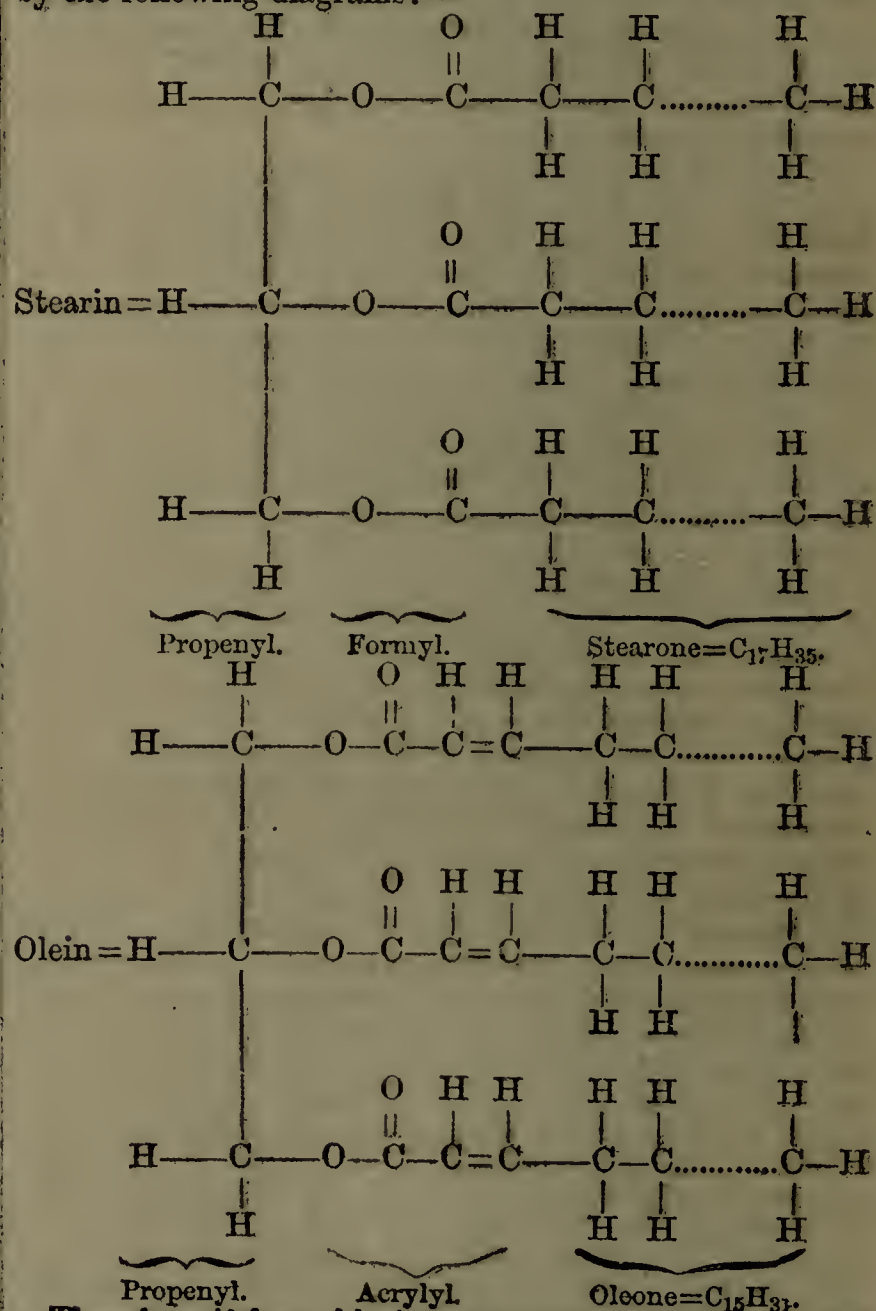 by the following diagrams:
H O H H H
H—C—O—C—C—C..........—C—H
H H H
O H H H
Stearin=H—C—O—C—C—C..........—C—H
H H H
O H H H
H—C—O—C—C—C..........—C—H
H H H H
Propenyl. Formyl. Stearone=C₁₇H₃₅.
H O H H H H H
H—C—O—C—C=C—C—C............C—H
H H H
O H H H H H
Olein=H—C—O—C—C=C—C—C............C—H
H H
O H H H H H
H—C—O—C—C=C—C—C............C—H
H H H H
Propenyl. Acrylyl. Oleone=C₁₅H₃₁.